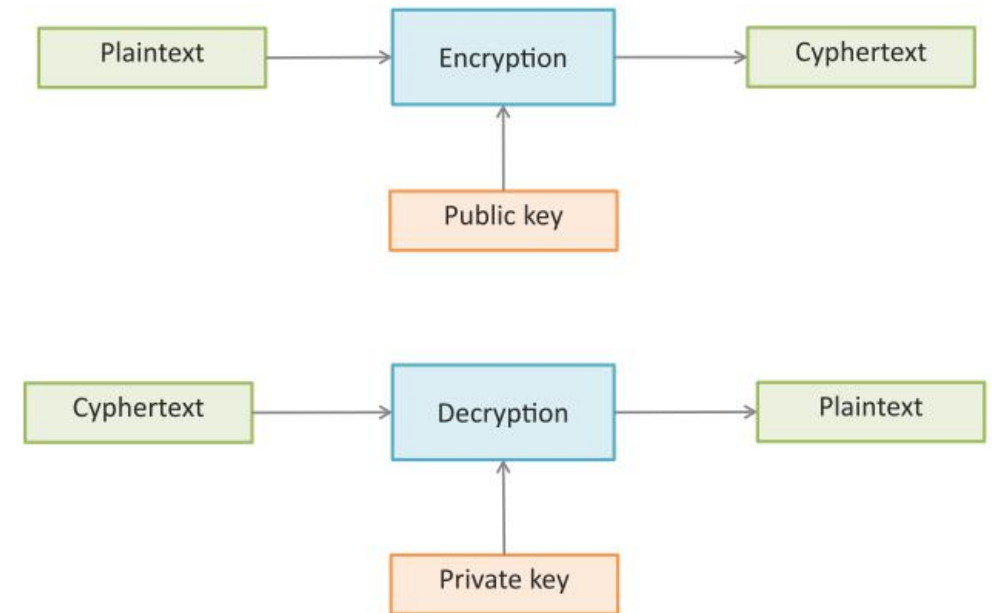 Plaintext
Encryption
Cyphertext
Public key
Cyphertext
Decryption
Plaintext
Private key